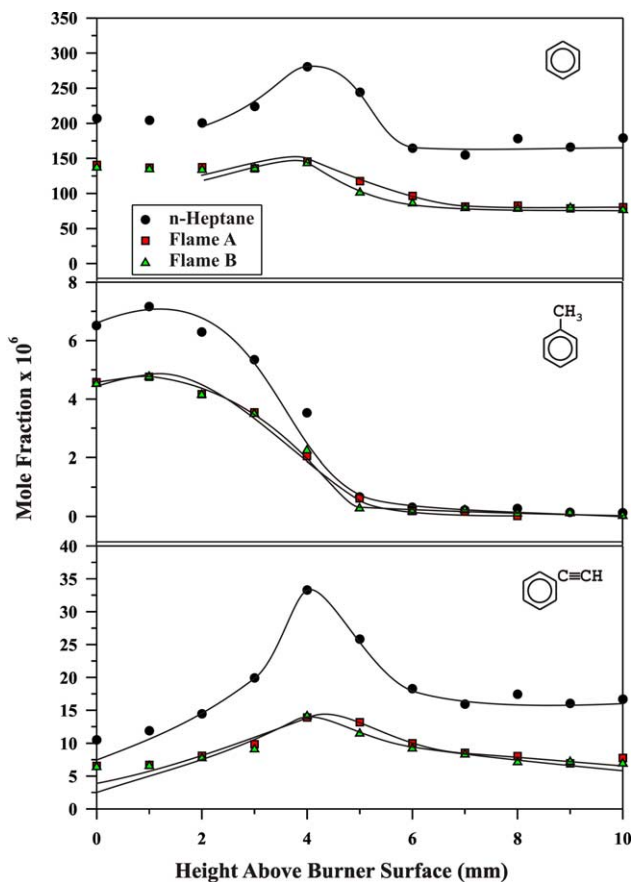 350
300
250
200
150
100
50
0
n-Heptane
Flame A
Flame B
8
6
4
2
0
CH3
40
35
30
25
20
15
10
5
0
C≡CH
0 2 4 6 8 10
Mole Fraction x 10^6
Height Above Burner Surface (mm)